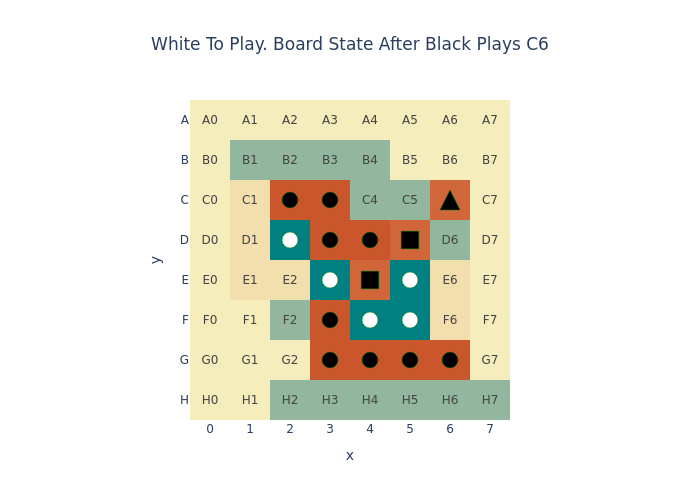 White To Play. Board State After Black Plays C6
A A0 A1 A2 A3 A4 A5 A6 A7
B B0 B1 B2 B3 B4 B5 B6 B7
C C0 C1 C4 C5 C7
y
D D0 D1 D6 D7
E E0 E1 E2 E6 E7
F F0 F1 F2 F6 F7
G G0 G1 G2 G7
H H0 H1 H2 H3 H4 H5 H6 H7
0 1 2 3 4 5 6 7
x